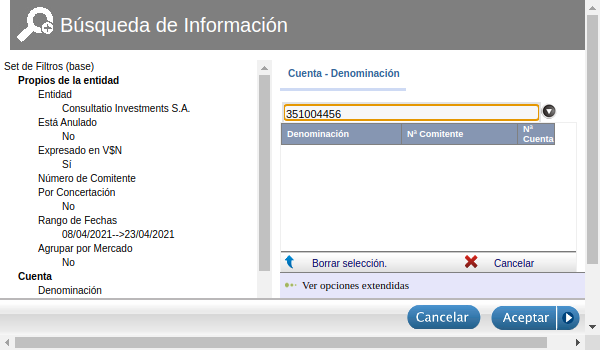 Búsqueda de Información
Set de Filtros (base)
Propios de la entidad
Entidad
Consultatio Investments S.A.
Está Anulado
No
Expresado en V$N
Sí
Número de Comitente
Por Concertación
No
Rango de Fechas
08/04/2021-->23/04/2021
Agrupar por Mercado
No
Cuenta
Denominación
Cuenta - Denominación
351004456
Denominación
Nº Comitente
Nº
Cuenta
Borrar selección.
Cancelar
Ver opciones extendidas
Cancelar
Aceptar